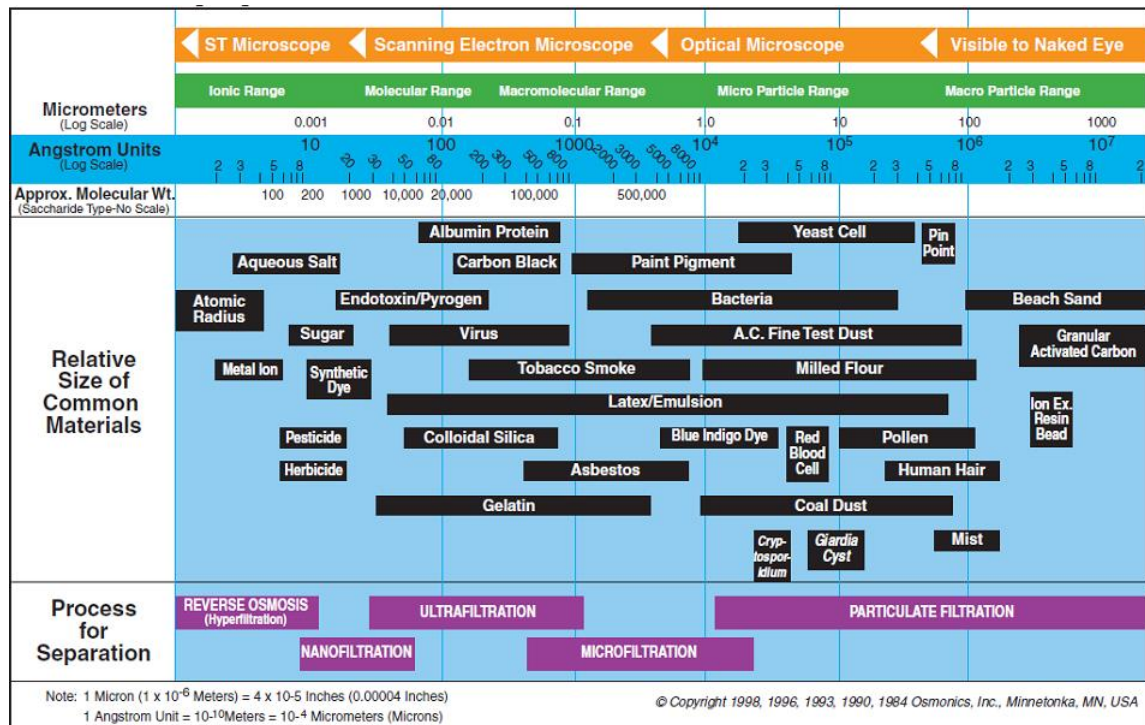 ST Microscope Scanning Electron Microscope Optical Microscope Visible to Naked Eye
Ionic Range Molecular Range Macromolecular Range Micro Particle Range Macro Particle Range
Micrometers
(Log Scale)
0.001 0.01 0.1 1.0 10 100 1000
Angstrom Units
(Log Scale)
10 100 1000 10⁴ 10⁵ 10⁶ 10⁷
2 3 5 8 20 30 50 80 200 300 500 800 2000 3000 5000 8000 2 3 5 8 2 3 5 8 2 3 5 8 2
Approx. Molecular Wt.
(Saccharide Type-No Scale)
100 200 1000 10,000 20,000 100,000 500,000
Relative
Size of
Common
Materials
Albumin Protein
Yeast Cell
Pin
Point
Aqueous Salt
Carbon Black
Paint Pigment
Atomic
Radius
Endotoxin/Pyrogen
Bacteria
Beach Sand
Sugar
Virus
A.C. Fine Test Dust
Granular
Activated Carbon
Metal Ion
Synthetic
Dye
Tobacco Smoke
Milled Flour
Latex/Emulsion
Ion Ex.
Resin
Bead
Pesticide
Colloidal Silica
Blue Indigo Dye
Red
Blood
Cell
Pollen
Herbicide
Asbestos
Human Hair
Gelatin
Coal Dust
Cryp-
tospor-
idium
Giardia
Cyst
Mist
Process
for
Separation
REVERSE OSMOSIS
(Hyperfiltration)
ULTRAFILTRATION
PARTICULATE FILTRATION
NANOFILTRATION
MICROFILTRATION
Note: 1 Micron (1 x 10⁻⁶ Meters) = 4 x 10-5 Inches (0.00004 Inches)
1 Angstrom Unit = 10⁻¹⁰Meters = 10⁻⁴ Micrometers (Microns)
© Copyright 1998, 1996, 1993, 1990, 1984 Osmonics, Inc., Minnetonka, MN, USA